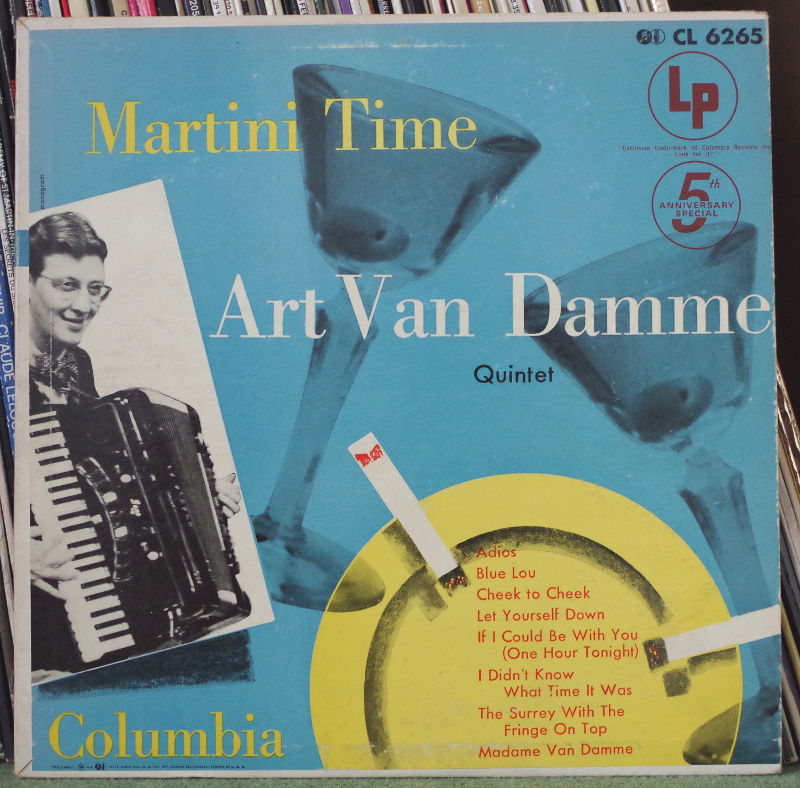 CL 6265
Lp
"Exclusive trade-mark of Columbia Records Inc.
Look for it!"
Martini Time
5th
ANNIVERSARY
SPECIAL
monogram
Art Van Damme
Quintet
Adios
Blue Lou
Cheek to Cheek
Let Yourself Down
If I Could Be With You
(One Hour Tonight)
I Didn't Know
What Time It Was
The Surrey With The
Fringe On Top
Madame Van Damme
Columbia
CLAUDE